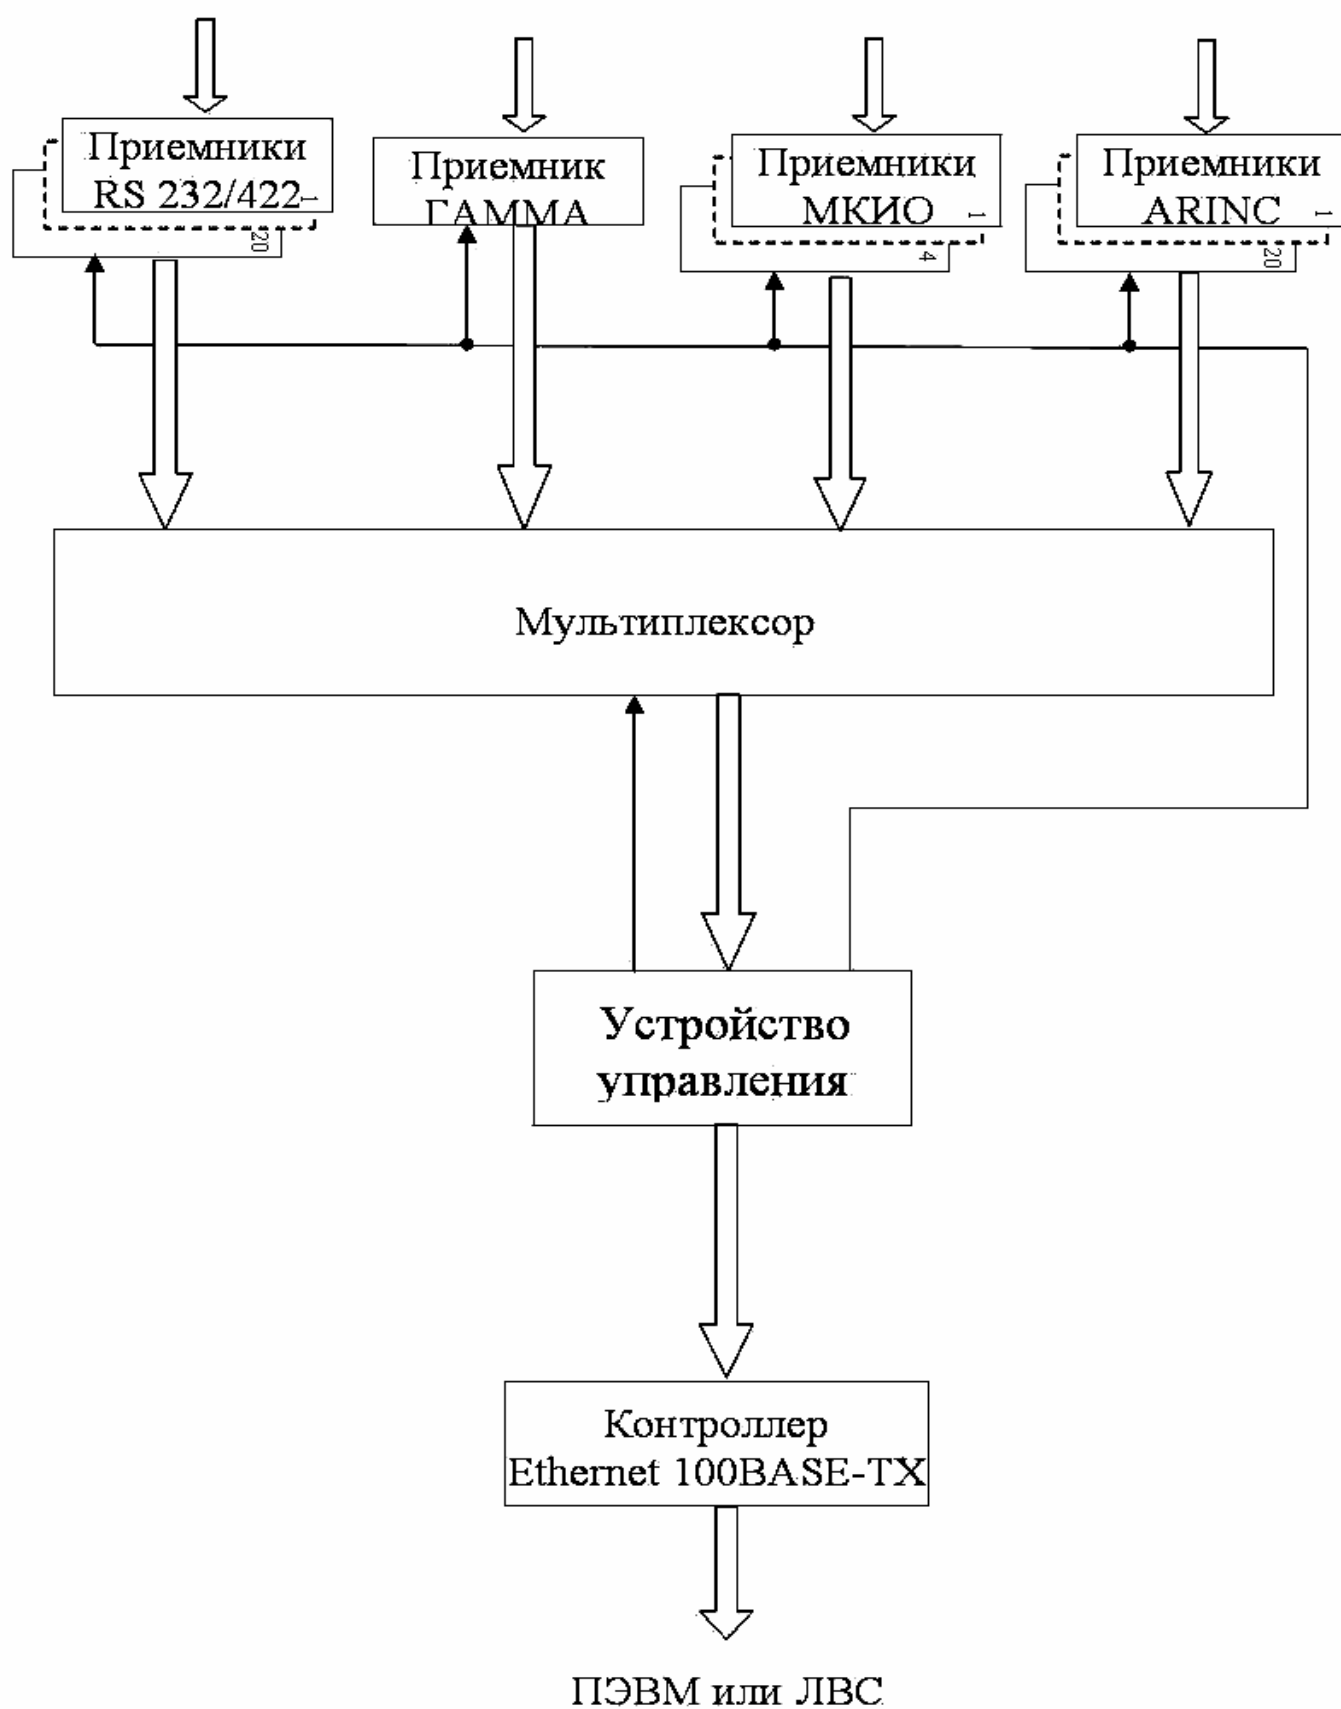 Приемники
RS 232/422
1
20
Приемник
ГАММА
Приемники
МКИО
1
4
Приемники
ARINC
1
20
Мультиплексор
Устройство
управления
Контроллер
Ethernet 100BASE-TX
ПЭВМ или ЛВС